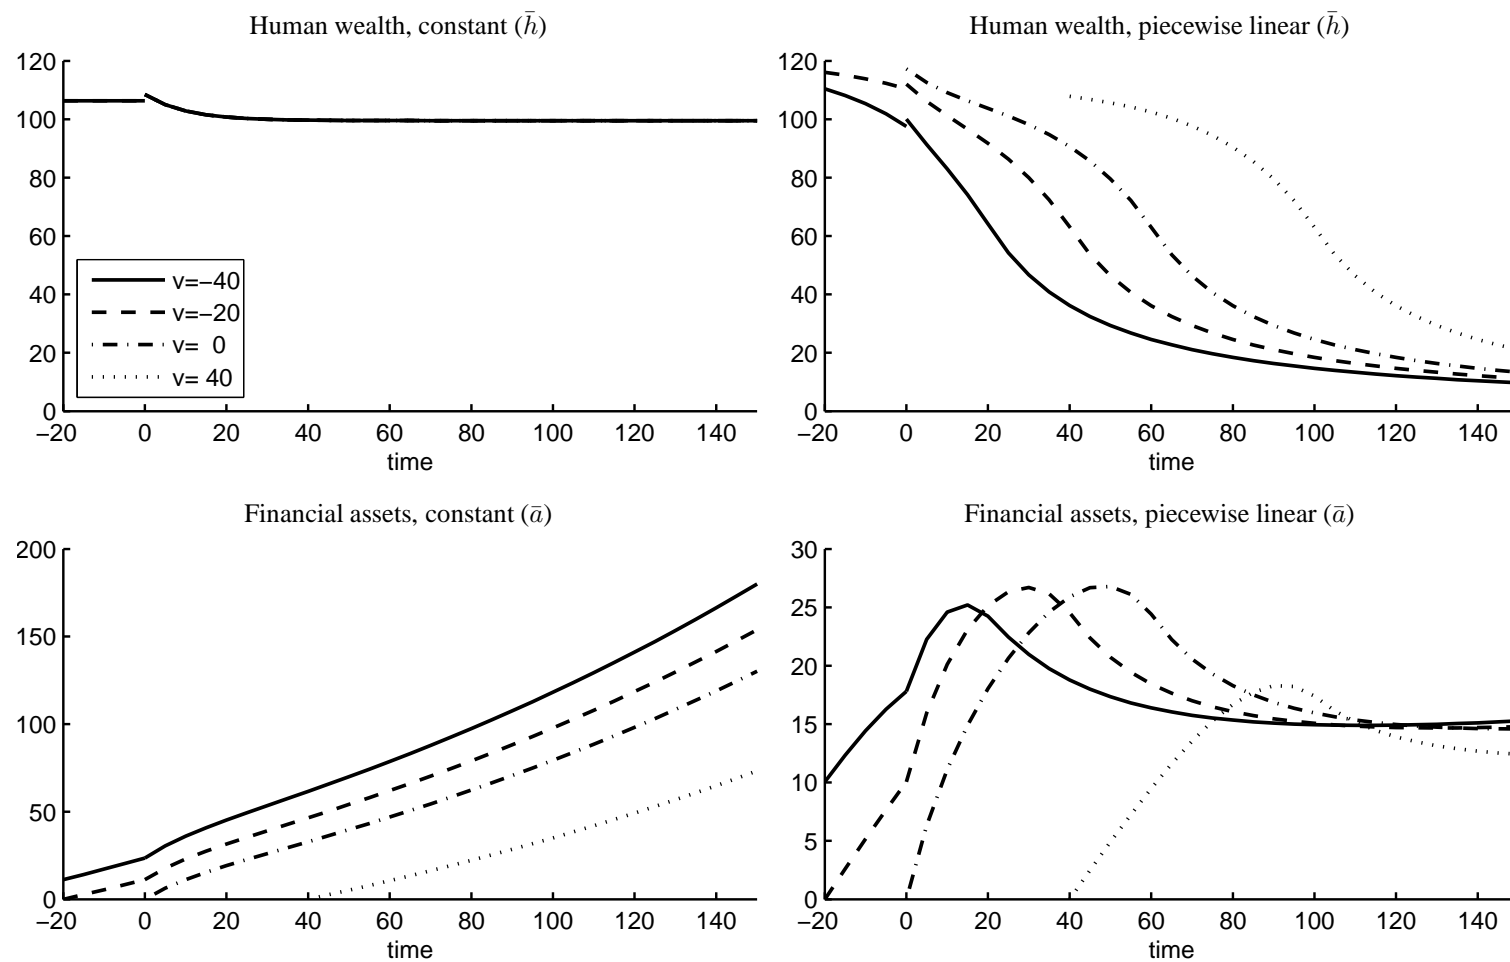 Human wealth, constant (h̄)
120
100
80
60
40
20
0
v=−40
v=−20
v= 0
v= 40
−20 0 20 40 60 80 100 120 140
time
Human wealth, piecewise linear (h̄)
120
100
80
60
40
20
0
−20 0 20 40 60 80 100 120 140
time
Financial assets, constant (ā)
200
150
100
50
0
−20 0 20 40 60 80 100 120 140
time
Financial assets, piecewise linear (ā)
30
25
20
15
10
5
0
−20 0 20 40 60 80 100 120 140
time